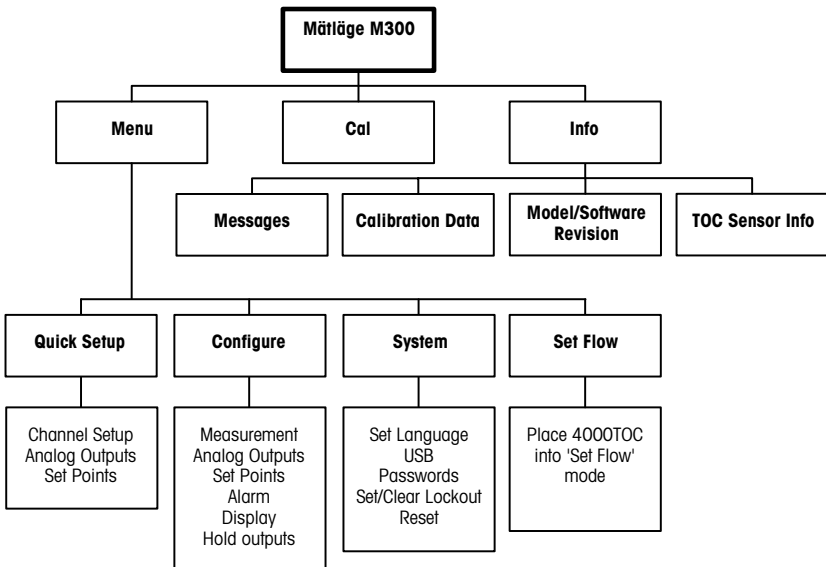 Mätläge M300
Menu
Cal
Info
Messages
Calibration Data
Model/Software
Revision
TOC Sensor Info
Quick Setup
Configure
System
Set Flow
Channel Setup
Analog Outputs
Set Points
Measurement
Analog Outputs
Set Points
Alarm
Display
Hold outputs
Set Language
USB
Passwords
Set/Clear Lockout
Reset
Place 4000TOC
into 'Set Flow'
mode